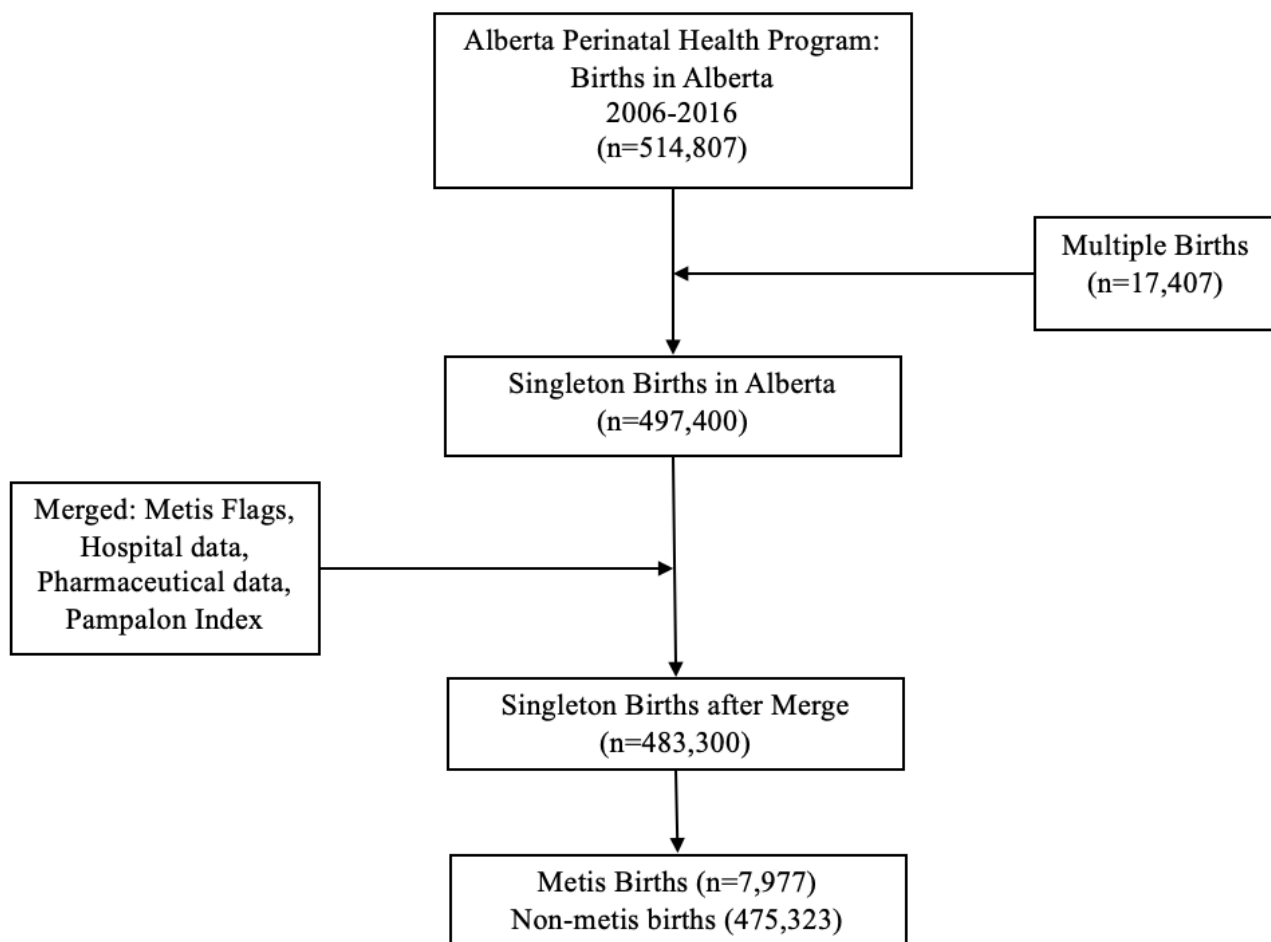 Alberta Perinatal Health Program:
Births in Alberta
2006-2016
(n=514,807)
Multiple Births
(n=17,407)
Singleton Births in Alberta
(n=497,400)
Merged: Metis Flags,
Hospital data,
Pharmaceutical data,
Pampalon Index
Singleton Births after Merge
(n=483,300)
Metis Births (n=7,977)
Non-metis births (475,323)